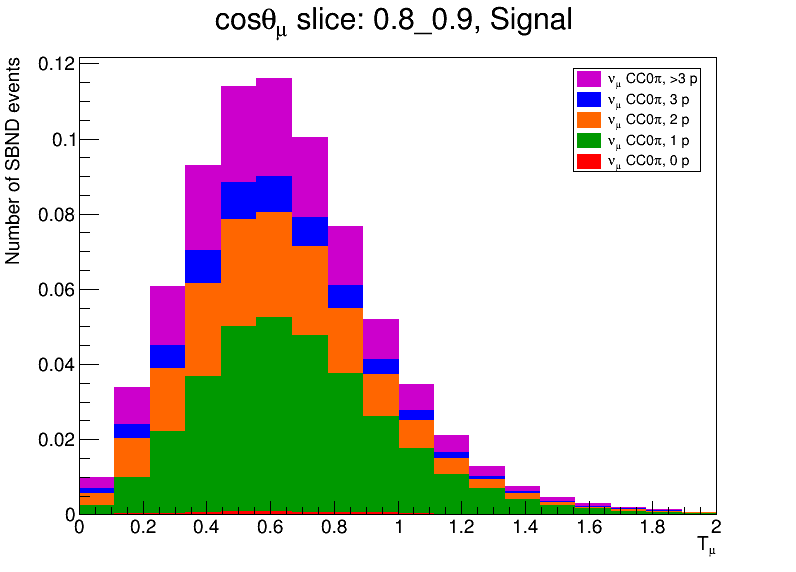 cosθμ slice: 0.8_0.9, Signal
Number of SBND events
0.12
0.1
0.08
0.06
0.04
0.02
0
νμ CC0π, >3 p
νμ CC0π, 3 p
νμ CC0π, 2 p
νμ CC0π, 1 p
νμ CC0π, 0 p
0 0.2 0.4 0.6 0.8 1 1.2 1.4 1.6 1.8 2
Tμ